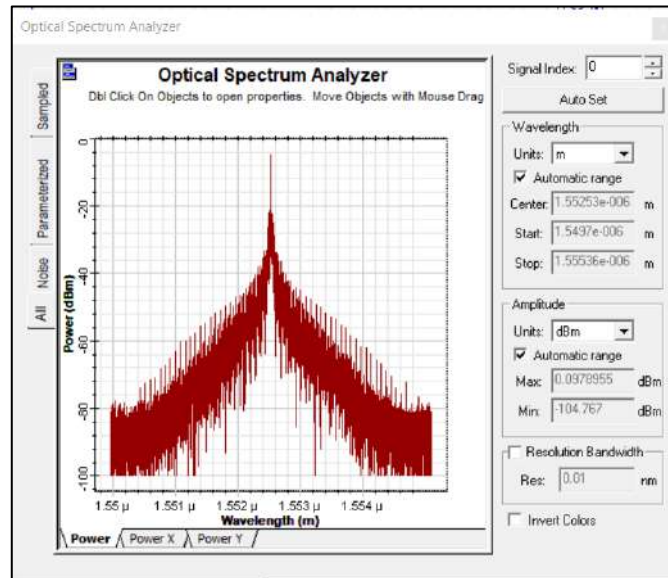 Optical Spectrum Analyzer
Optical Spectrum Analyzer
Dbl Click On Objects to open properties. Move Objects with Mouse Drag
Sampled
Parameterized
Noise
All
Power (dBm)
0
-20
-40
-60
-80
-100
1.55 µ 1.551 µ 1.552 µ 1.553 µ 1.554 µ
Wavelength (m)
Power Power X Power Y
Signal Index: 0
Auto Set
Wavelength
Units: m
Automatic range
Center: 1.55253e-006 m
Start: 1.5497e-006 m
Stop: 1.55536e-006 m
Amplitude
Units: dBm
Automatic range
Max: 0.0978955 dBm
Min: -104.767 dBm
Resolution Bandwidth
Res: 0.01 nm
Invert Colors